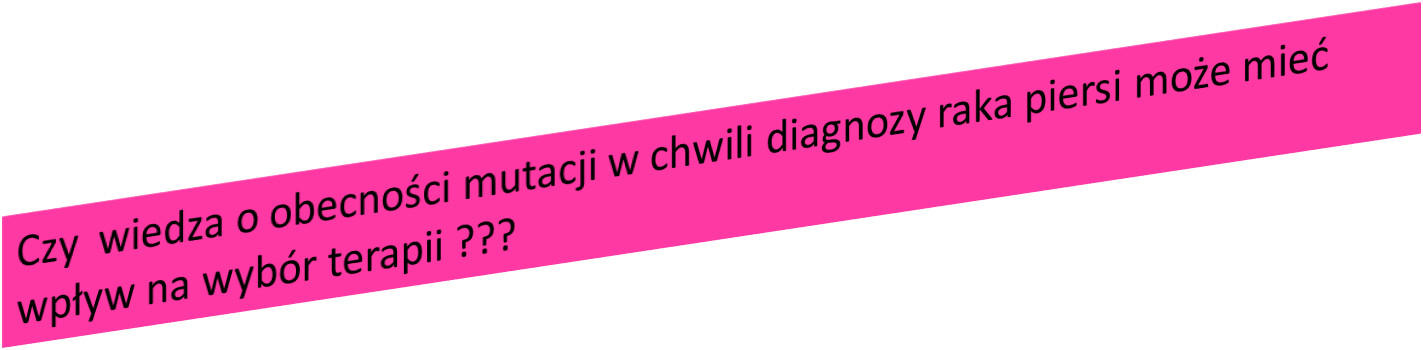 Czy  wiedza o obecności mutacji w chwili diagnozy raka piersi może mieć
wpływ na wybór terapii ???